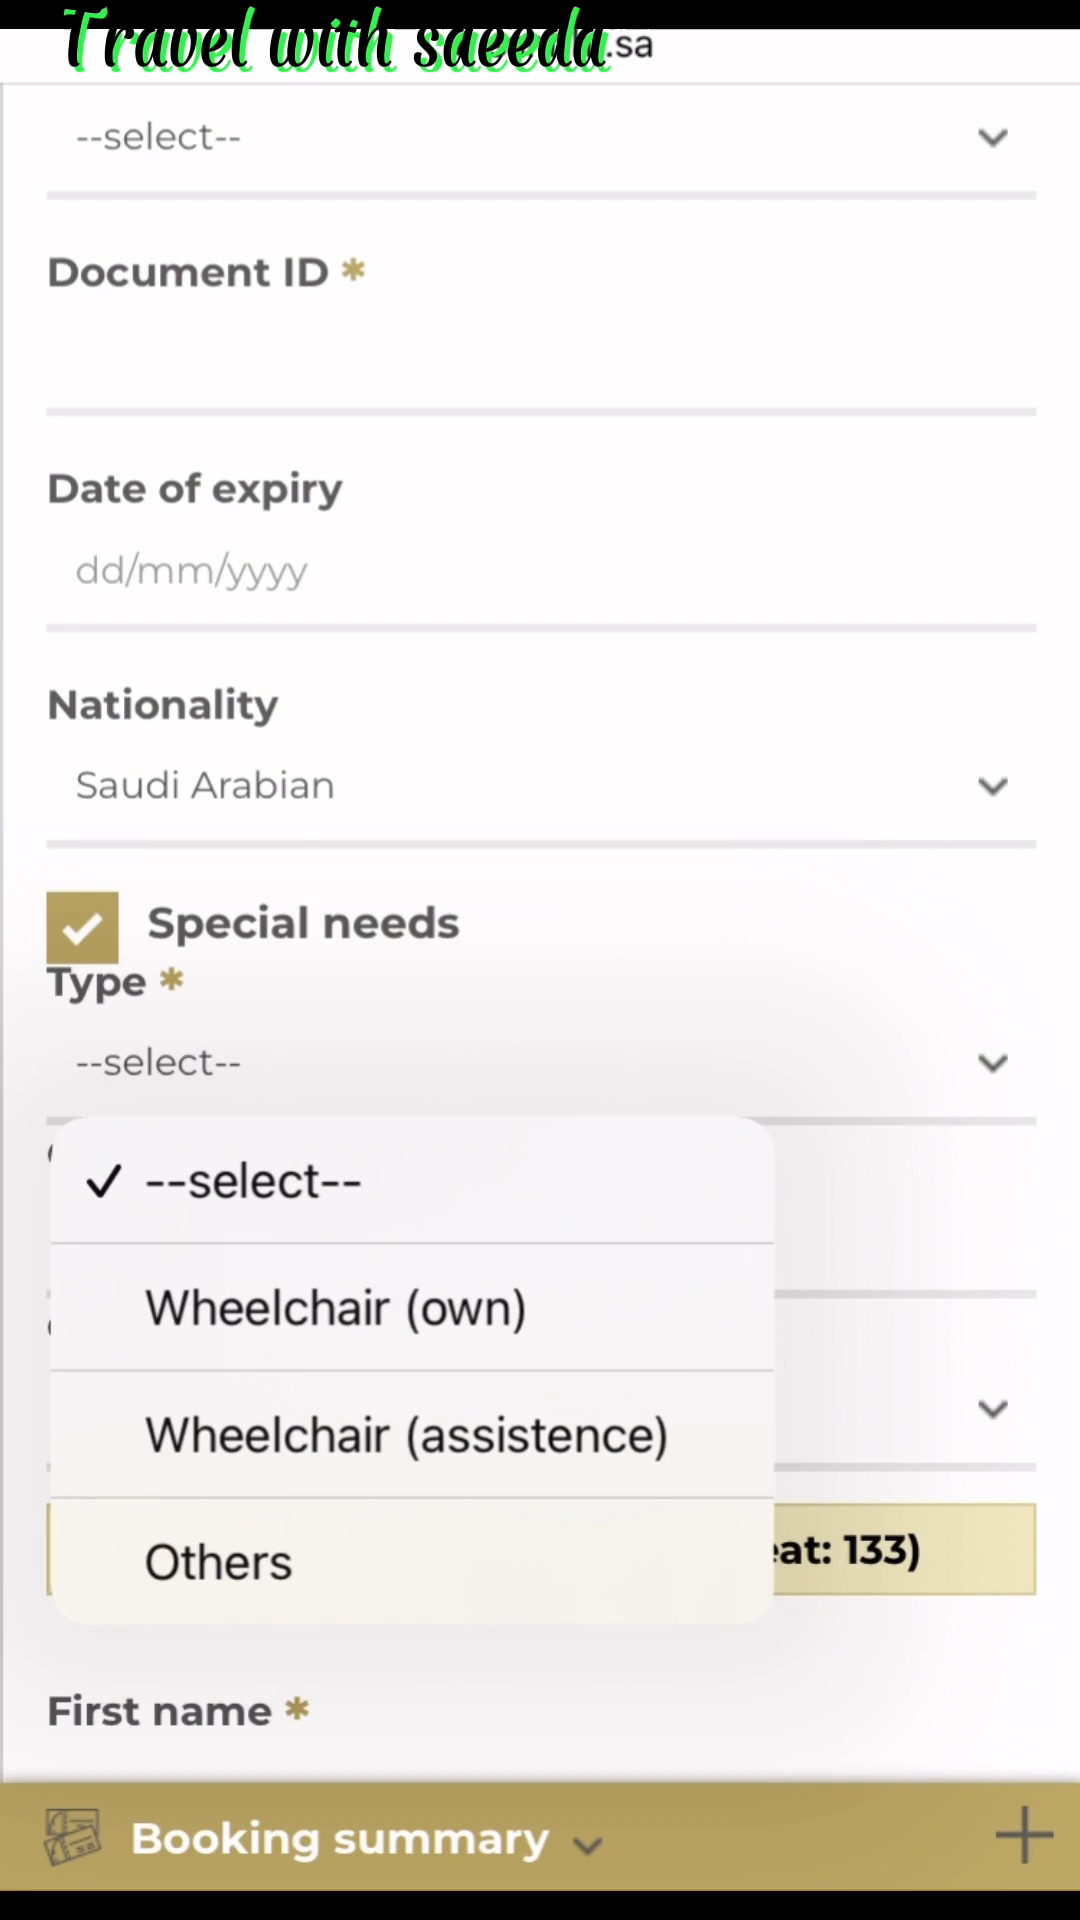 Travel with saeeda.sa
--select--
Document ID *
Date of expiry
dd/mm/yyyy
Nationality
Saudi Arabian
Special needs
Type *
--select--
✓ --select--
Wheelchair (own)
Wheelchair (assistence)
Others
eat: 133)
First name *
Booking summary